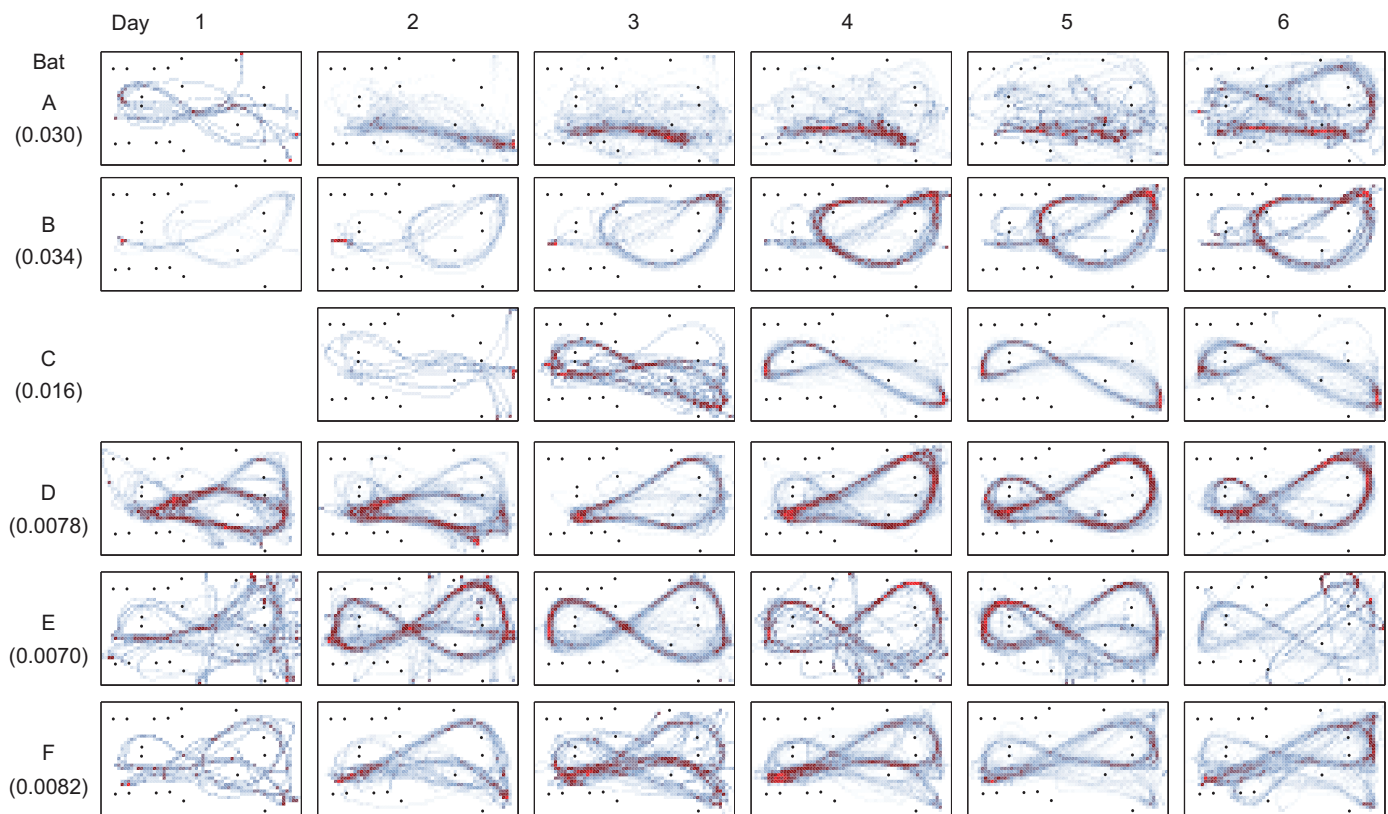 Day 1 2 3 4 5 6
Bat
A
(0.030)
B
(0.034)
C
(0.016)
D
(0.0078)
E
(0.0070)
F
(0.0082)